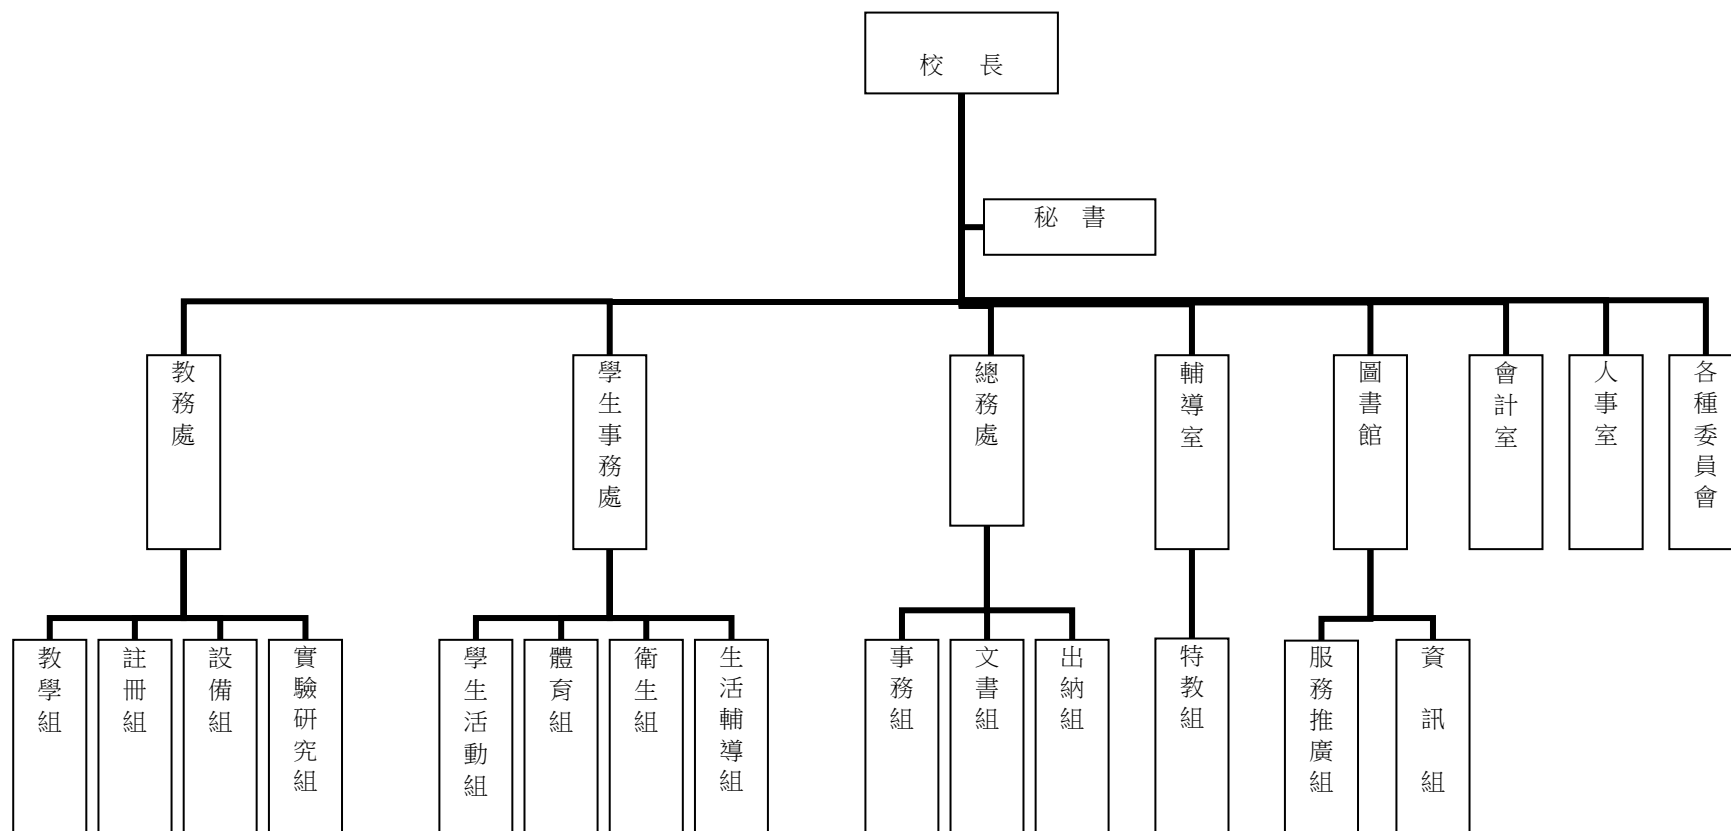 校 長
秘 書
教務處
學生事務處
總務處
輔導室
圖書館
會計室
人事室
各種委員會
教學組
註冊組
設備組
實驗研究組
學生活動組
體育組
衛生組
生活輔導組
事務組
文書組
出納組
特教組
服務推廣組
資訊組